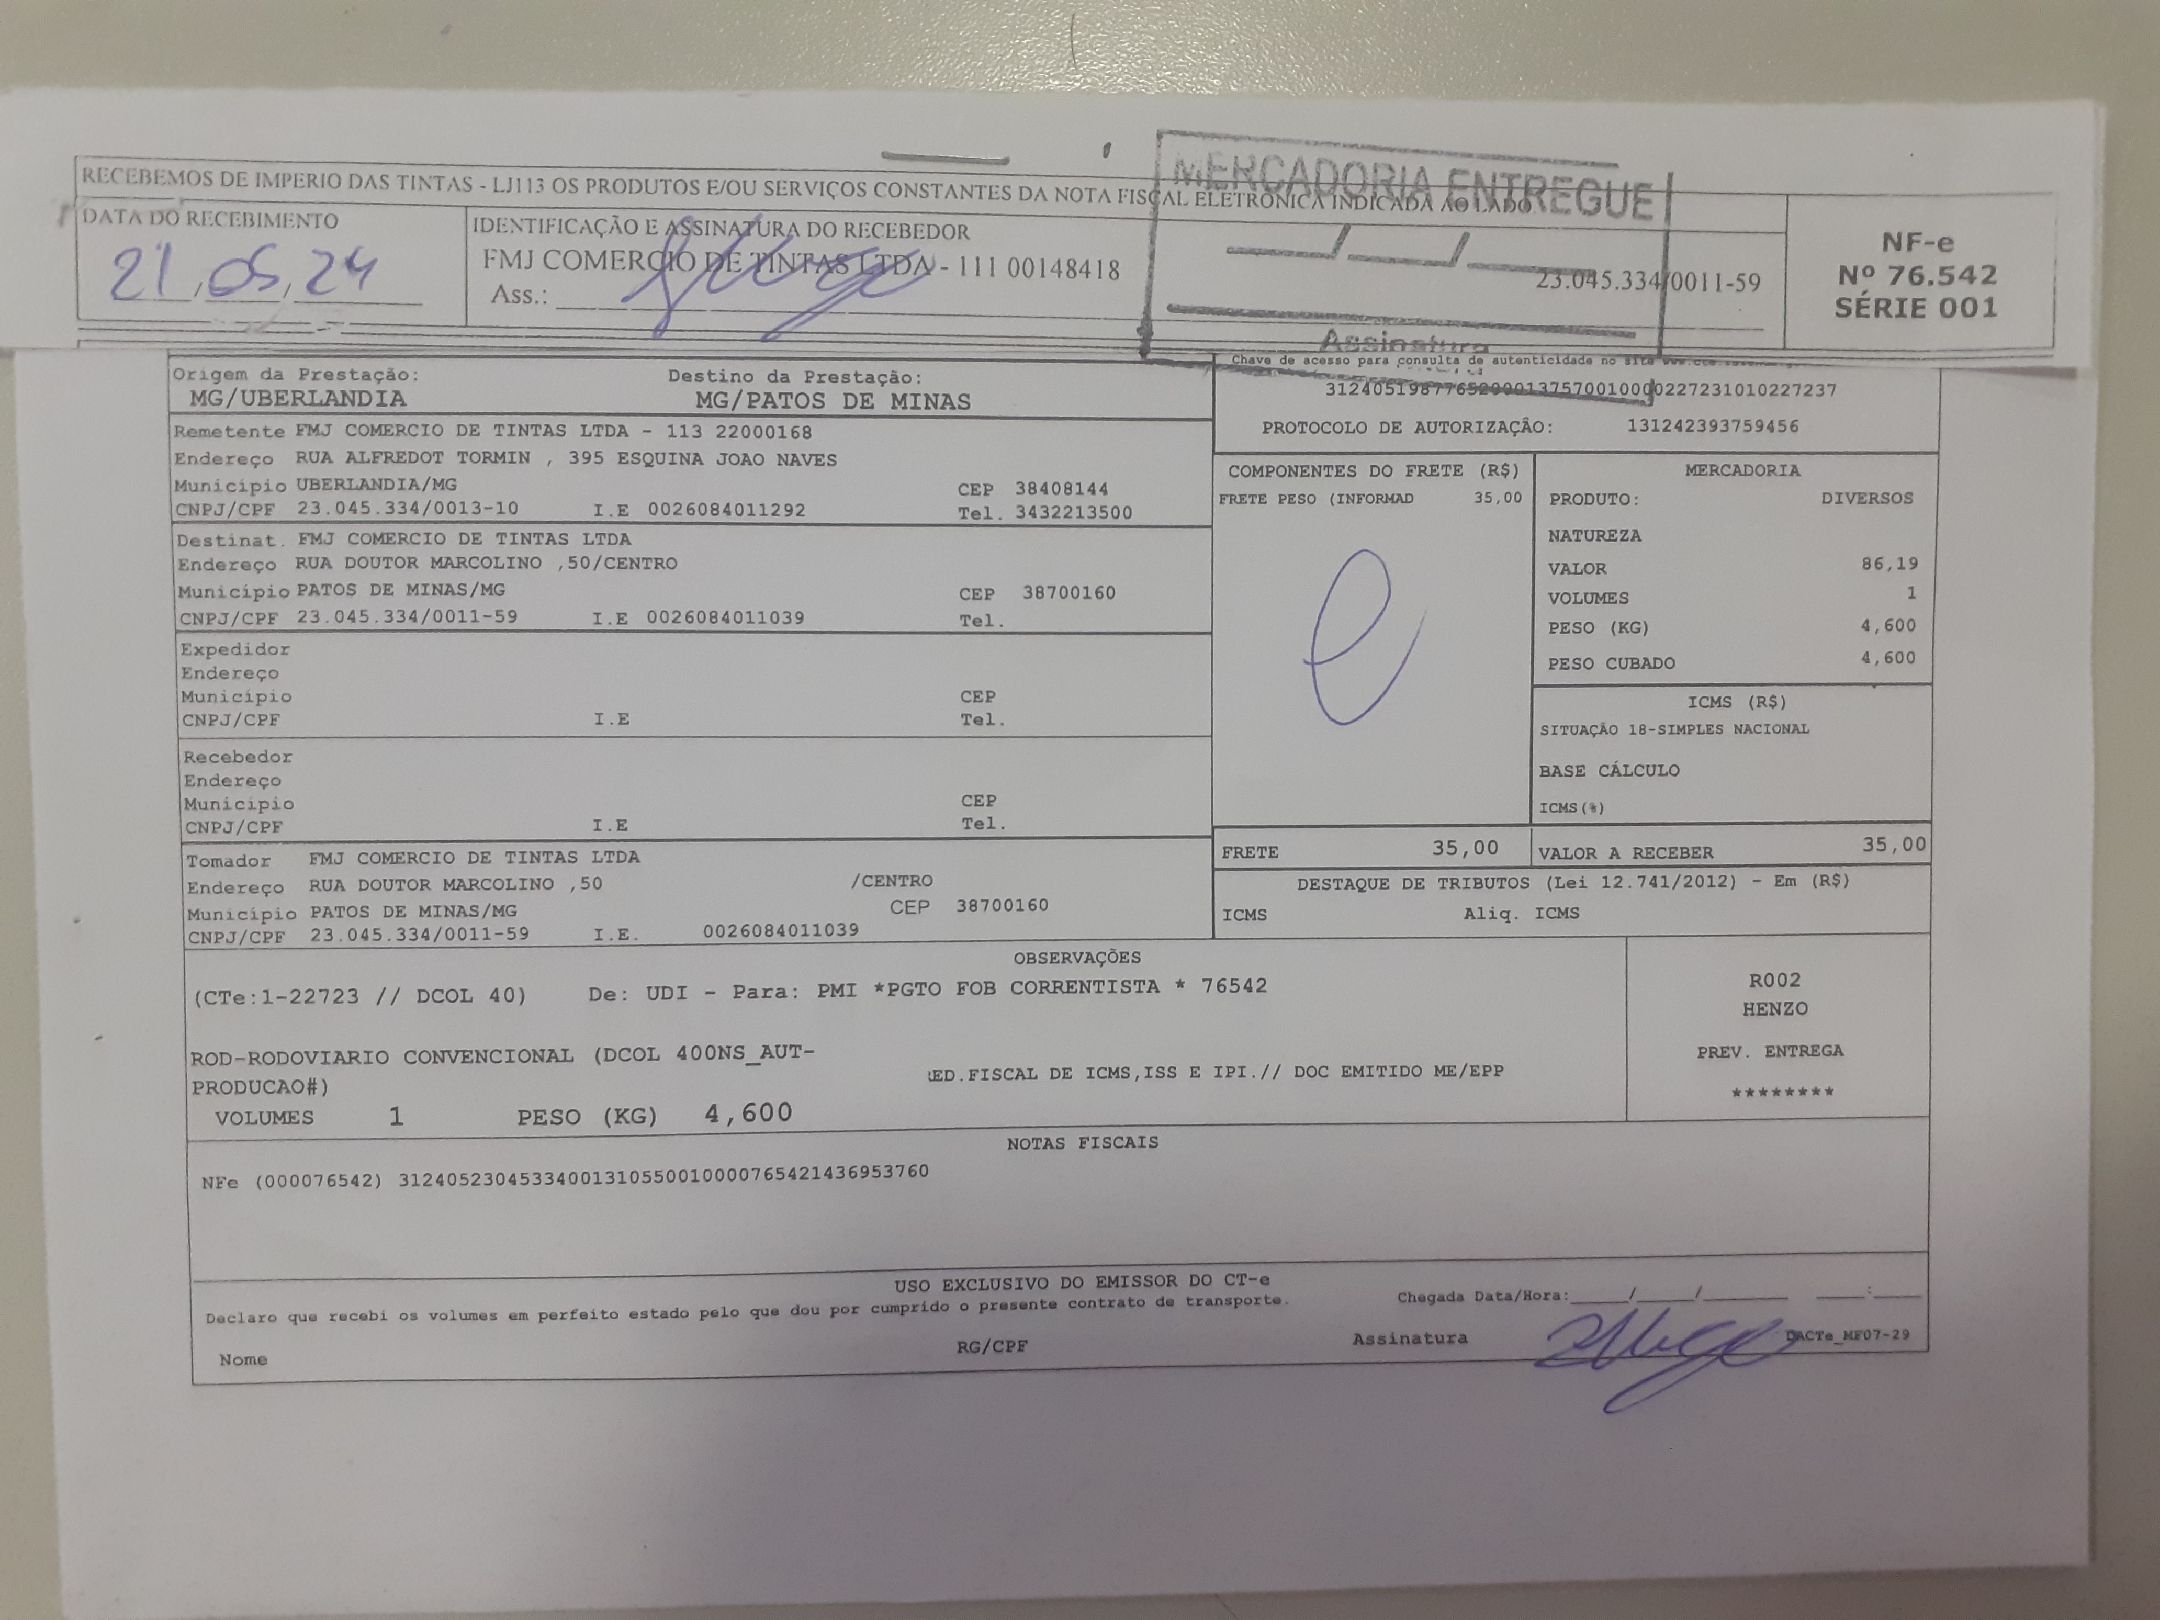 MERCADORIA ENTREGUE
RECEBEMOS DE IMPERIO DAS TINTAS - LJ113 OS PRODUTOS E/OU SERVIÇOS CONSTANTES DA NOTA FISCAL ELETRÔNICA INDICADA AO LADO
DATA DO RECEBIMENTO
21,05,24
IDENTIFICAÇÃO E ASSINATURA DO RECEBEDOR
FMJ COMERCIO DE TINTAS LTDA - 111 00148418 23.045.334/0011-59
Ass.:
NF-e
Nº 76.542
SÉRIE 001
Assinatura
Chave de acesso para consulta de autenticidade no site
Origem da Prestação: Destino da Prestação:
MG/UBERLANDIA MG/PATOS DE MINAS
PROTOCOLO DE AUTORIZAÇÃO: 131242393759456
Remetente FMJ COMERCIO DE TINTAS LTDA - 113 22000168
Endereço RUA ALFREDOT TORMIN , 395 ESQUINA JOAO NAVES
Município UBERLANDIA/MG CEP 38408144
CNPJ/CPF 23.045.334/0013-10 I.E 0026084011292 Tel. 3432213500
Destinat. FMJ COMERCIO DE TINTAS LTDA
Endereço RUA DOUTOR MARCOLINO ,50/CENTRO
Município PATOS DE MINAS/MG CEP 38700160
CNPJ/CPF 23.045.334/0011-59 I.E 0026084011039 Tel.
Expedidor
Endereço
Município CEP
CNPJ/CPF I.E Tel.
Recebedor
Endereço
Município CEP
CNPJ/CPF I.E Tel.
Tomador FMJ COMERCIO DE TINTAS LTDA
Endereço RUA DOUTOR MARCOLINO ,50 /CENTRO
Município PATOS DE MINAS/MG CEP 38700160
CNPJ/CPF 23.045.334/0011-59 I.E. 0026084011039
COMPONENTES DO FRETE (R$)
FRETE PESO (INFORMAD 35,00
MERCADORIA
PRODUTO: DIVERSOS
NATUREZA
VALOR 86,19
VOLUMES 1
PESO (KG) 4,600
PESO CUBADO 4,600
ICMS (R$)
SITUAÇÃO 18-SIMPLES NACIONAL
BASE CÁLCULO
ICMS(%)
FRETE 35,00 VALOR A RECEBER 35,00
DESTAQUE DE TRIBUTOS (Lei 12.741/2012) - Em (R$)
ICMS Aliq. ICMS
OBSERVAÇÕES
(CTe:1-22723 // DCOL 40) De: UDI - Para: PMI *PGTO FOB CORRENTISTA * 76542
ROD-RODOVIARIO CONVENCIONAL (DCOL 400NS_AUT-
PRODUCAO#) ED.FISCAL DE ICMS,ISS E IPI.// DOC EMITIDO ME/EPP
VOLUMES 1 PESO (KG) 4,600
R002
HENZO
PREV. ENTREGA
********
NOTAS FISCAIS
NFe (000076542) 31240523045334001310550010000765421436953760
USO EXCLUSIVO DO EMISSOR DO CT-e
Declaro que recebi os volumes em perfeito estado pelo que dou por cumprido o presente contrato de transporte. Chegada Data/Hora:____/____/______ ____:____
Nome RG/CPF Assinatura DACTe_MF07-29